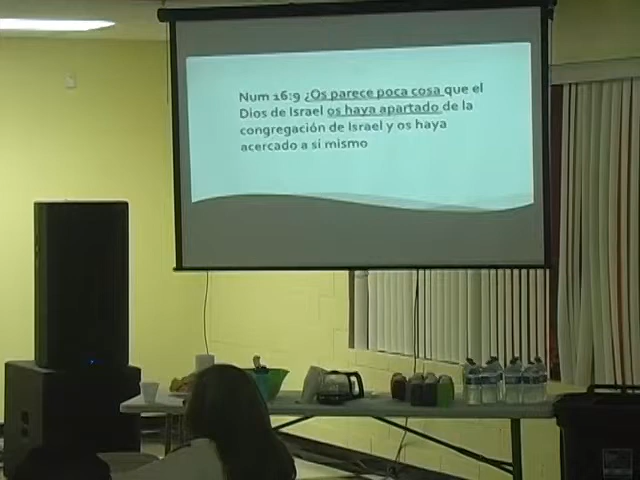 Num 16:9 ¿Os parece poca cosa que el
Dios de Israel os haya apartado de la
congregación de Israel y os haya
acercado a sí mismo